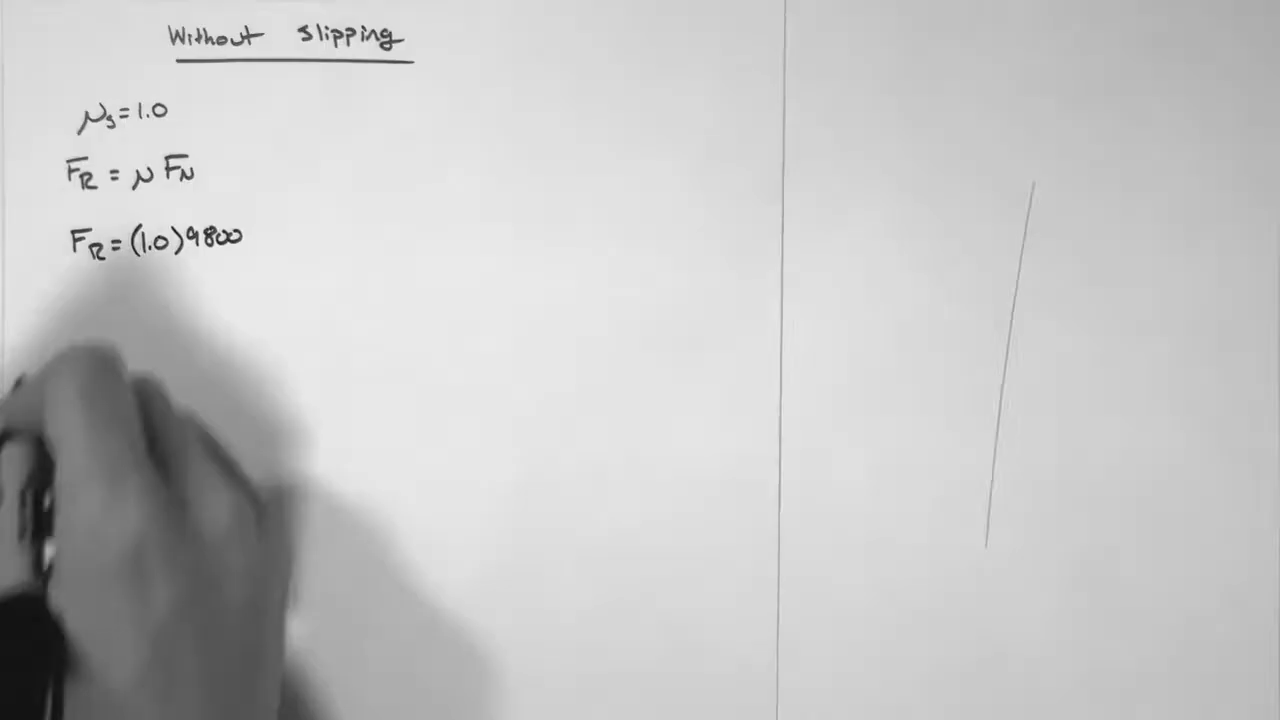 Without Slipping
μs = 1.0
FR = μ FN
FR = (1.0)9800